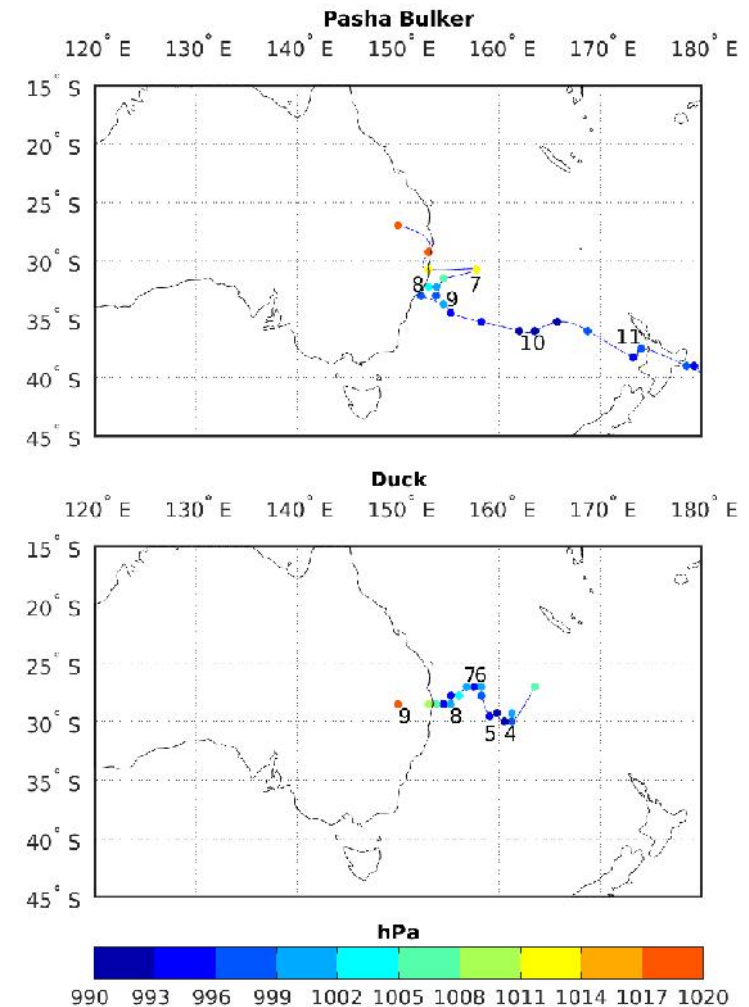 Pasha Bulker
120° E 130° E 140° E 150° E 160° E 170° E 180° E
15° S
20° S
25° S
30° S
7
8
9
35° S
10
11
40° S
45° S
Duck
120° E 130° E 140° E 150° E 160° E 170° E 180° E
15° S
20° S
25° S
76
9 8
30° S
5 4
35° S
40° S
45° S
hPa
990 993 996 999 1002 1005 1008 1011 1014 1017 1020